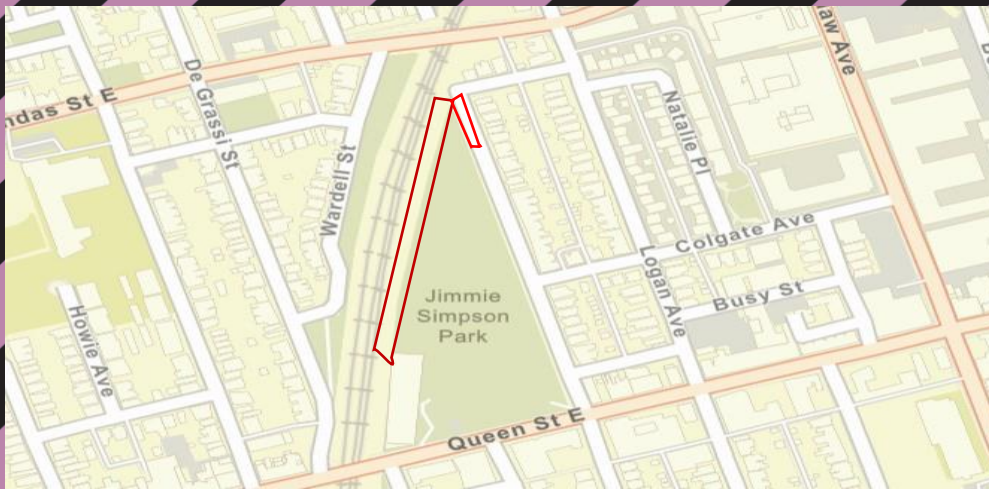 ndas St E
De Grassi St
Wardell St
Howie Ave
Jimmie
Simpson
Park
Queen St E
Natalie Pl
Logan Ave
Colgate Ave
Busy St
aw Ave